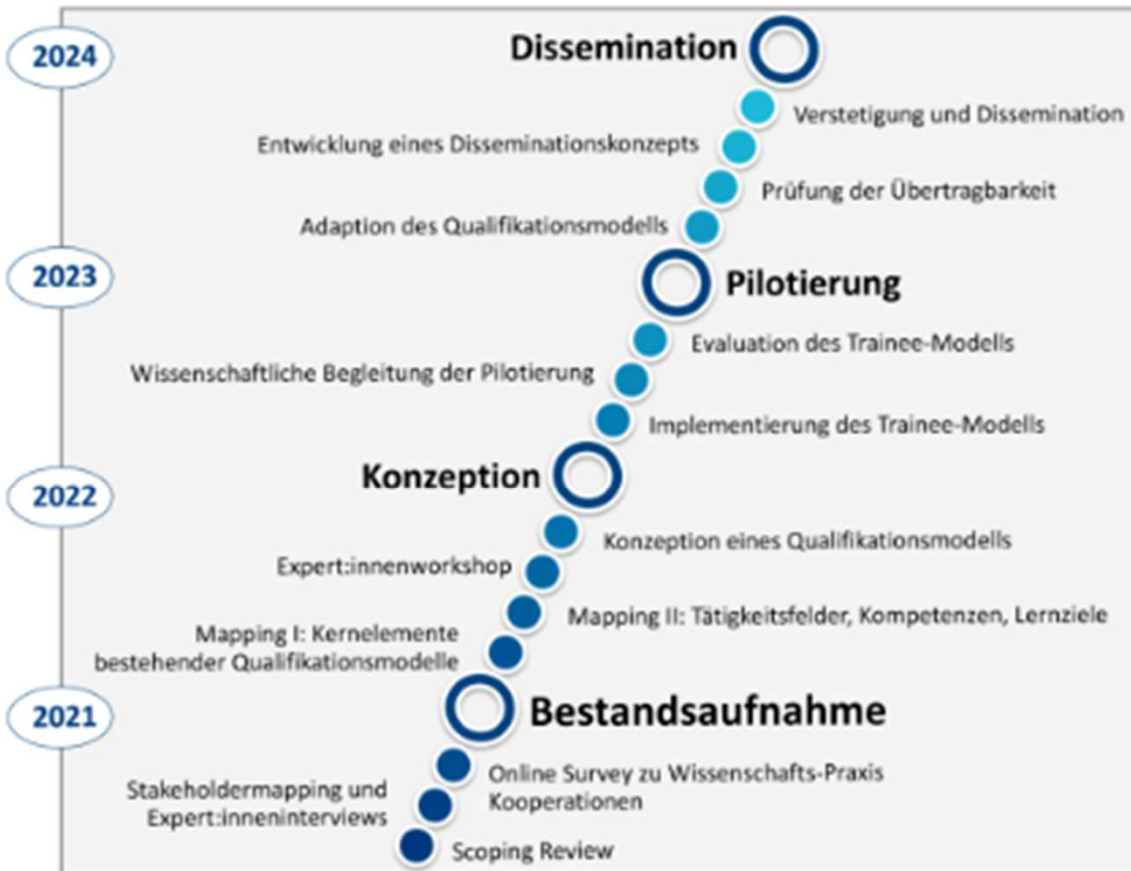 2024
Dissemination
Verstetigung und Dissemination
Entwicklung eines Disseminationskonzepts
Prüfung der Übertragbarkeit
Adaption des Qualifikationsmodells
2023
Pilotierung
Evaluation des Trainee-Modells
Wissenschaftliche Begleitung der Pilotierung
Implementierung des Trainee-Modells
Konzeption
2022
Konzeption eines Qualifikationsmodells
Expert:innenworkshop
Mapping II: Tätigkeitsfelder, Kompetenzen, Lernziele
Mapping I: Kernelemente
bestehender Qualifikationsmodelle
2021
Bestandsaufnahme
Online Survey zu Wissenschafts-Praxis
Kooperationen
Stakeholdermapping und
Expert:inneninterviews
Scoping Review